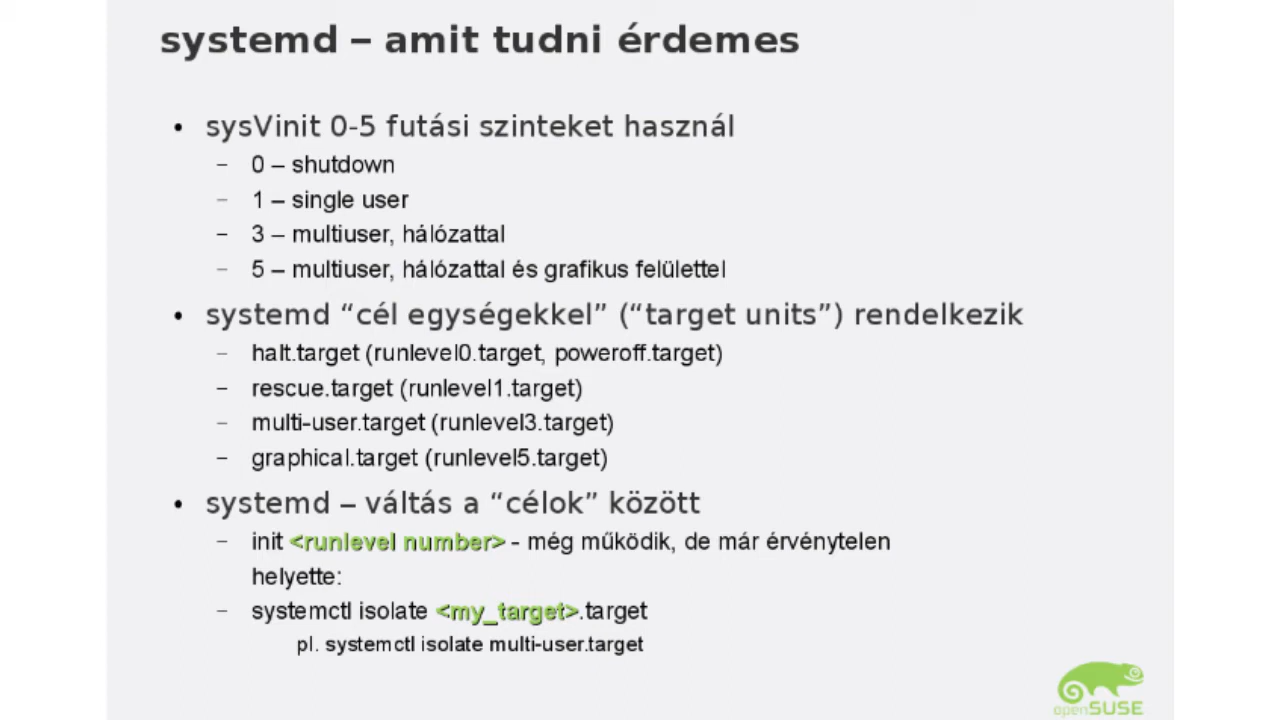 systemd – amit tudni érdemes
• sysVinit 0-5 futási szinteket használ
– 0 – shutdown
– 1 – single user
– 3 – multiuser, hálózattal
– 5 – multiuser, hálózattal és grafikus felülettel
• systemd “cél egységekkel” (“target units”) rendelkezik
– halt.target (runlevel0.target, poweroff.target)
– rescue.target (runlevel1.target)
– multi-user.target (runlevel3.target)
– graphical.target (runlevel5.target)
• systemd – váltás a “célok” között
– init <runlevel number> - még működik, de már érvénytelen
helyette:
– systemctl isolate <my_target>.target
pl. systemctl isolate multi-user.target
openSUSE